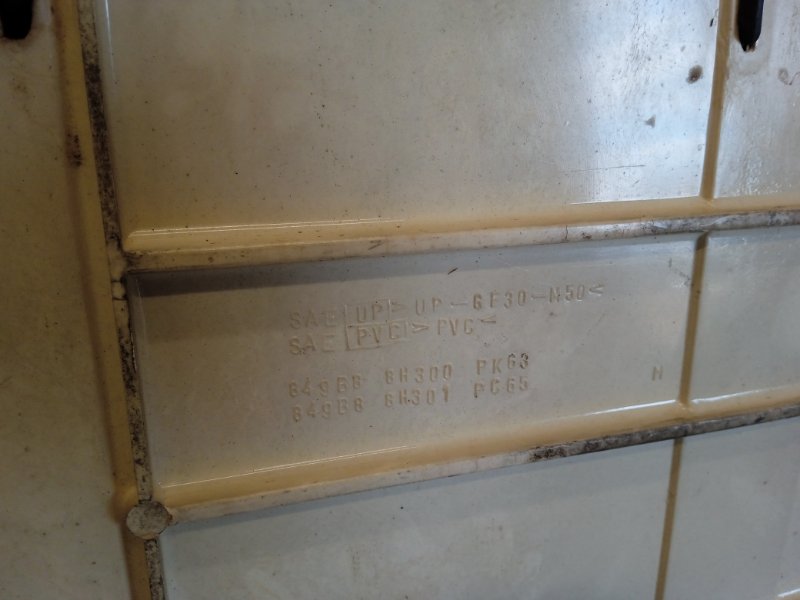 SAE [UP] >UP-GF30-M50<
SAE [PVC] >PVC<
849B8 8H300 PK63
849B8 8H301 PC65
N